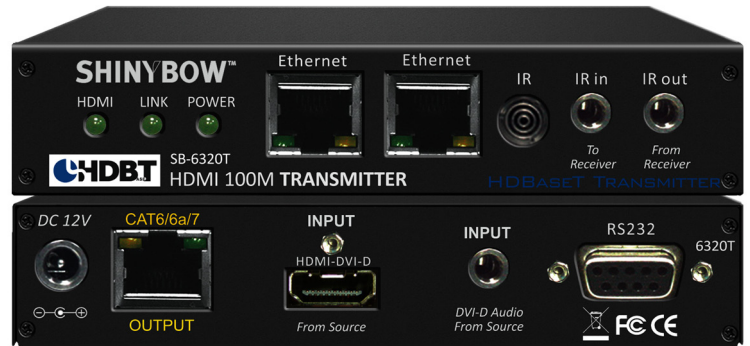 SHINYBOW™
Ethernet
Ethernet
IR
IR in
IR out
HDMI
LINK
POWER
To
Receiver
From
Receiver
HDBT
SB-6320T
HDMI 100M TRANSMITTER
HDBaseT Transmitter
DC 12V
CAT6/6a/7
OUTPUT
INPUT
HDMI-DVI-D
From Source
INPUT
DVI-D Audio
From Source
RS232
6320T
FC CE